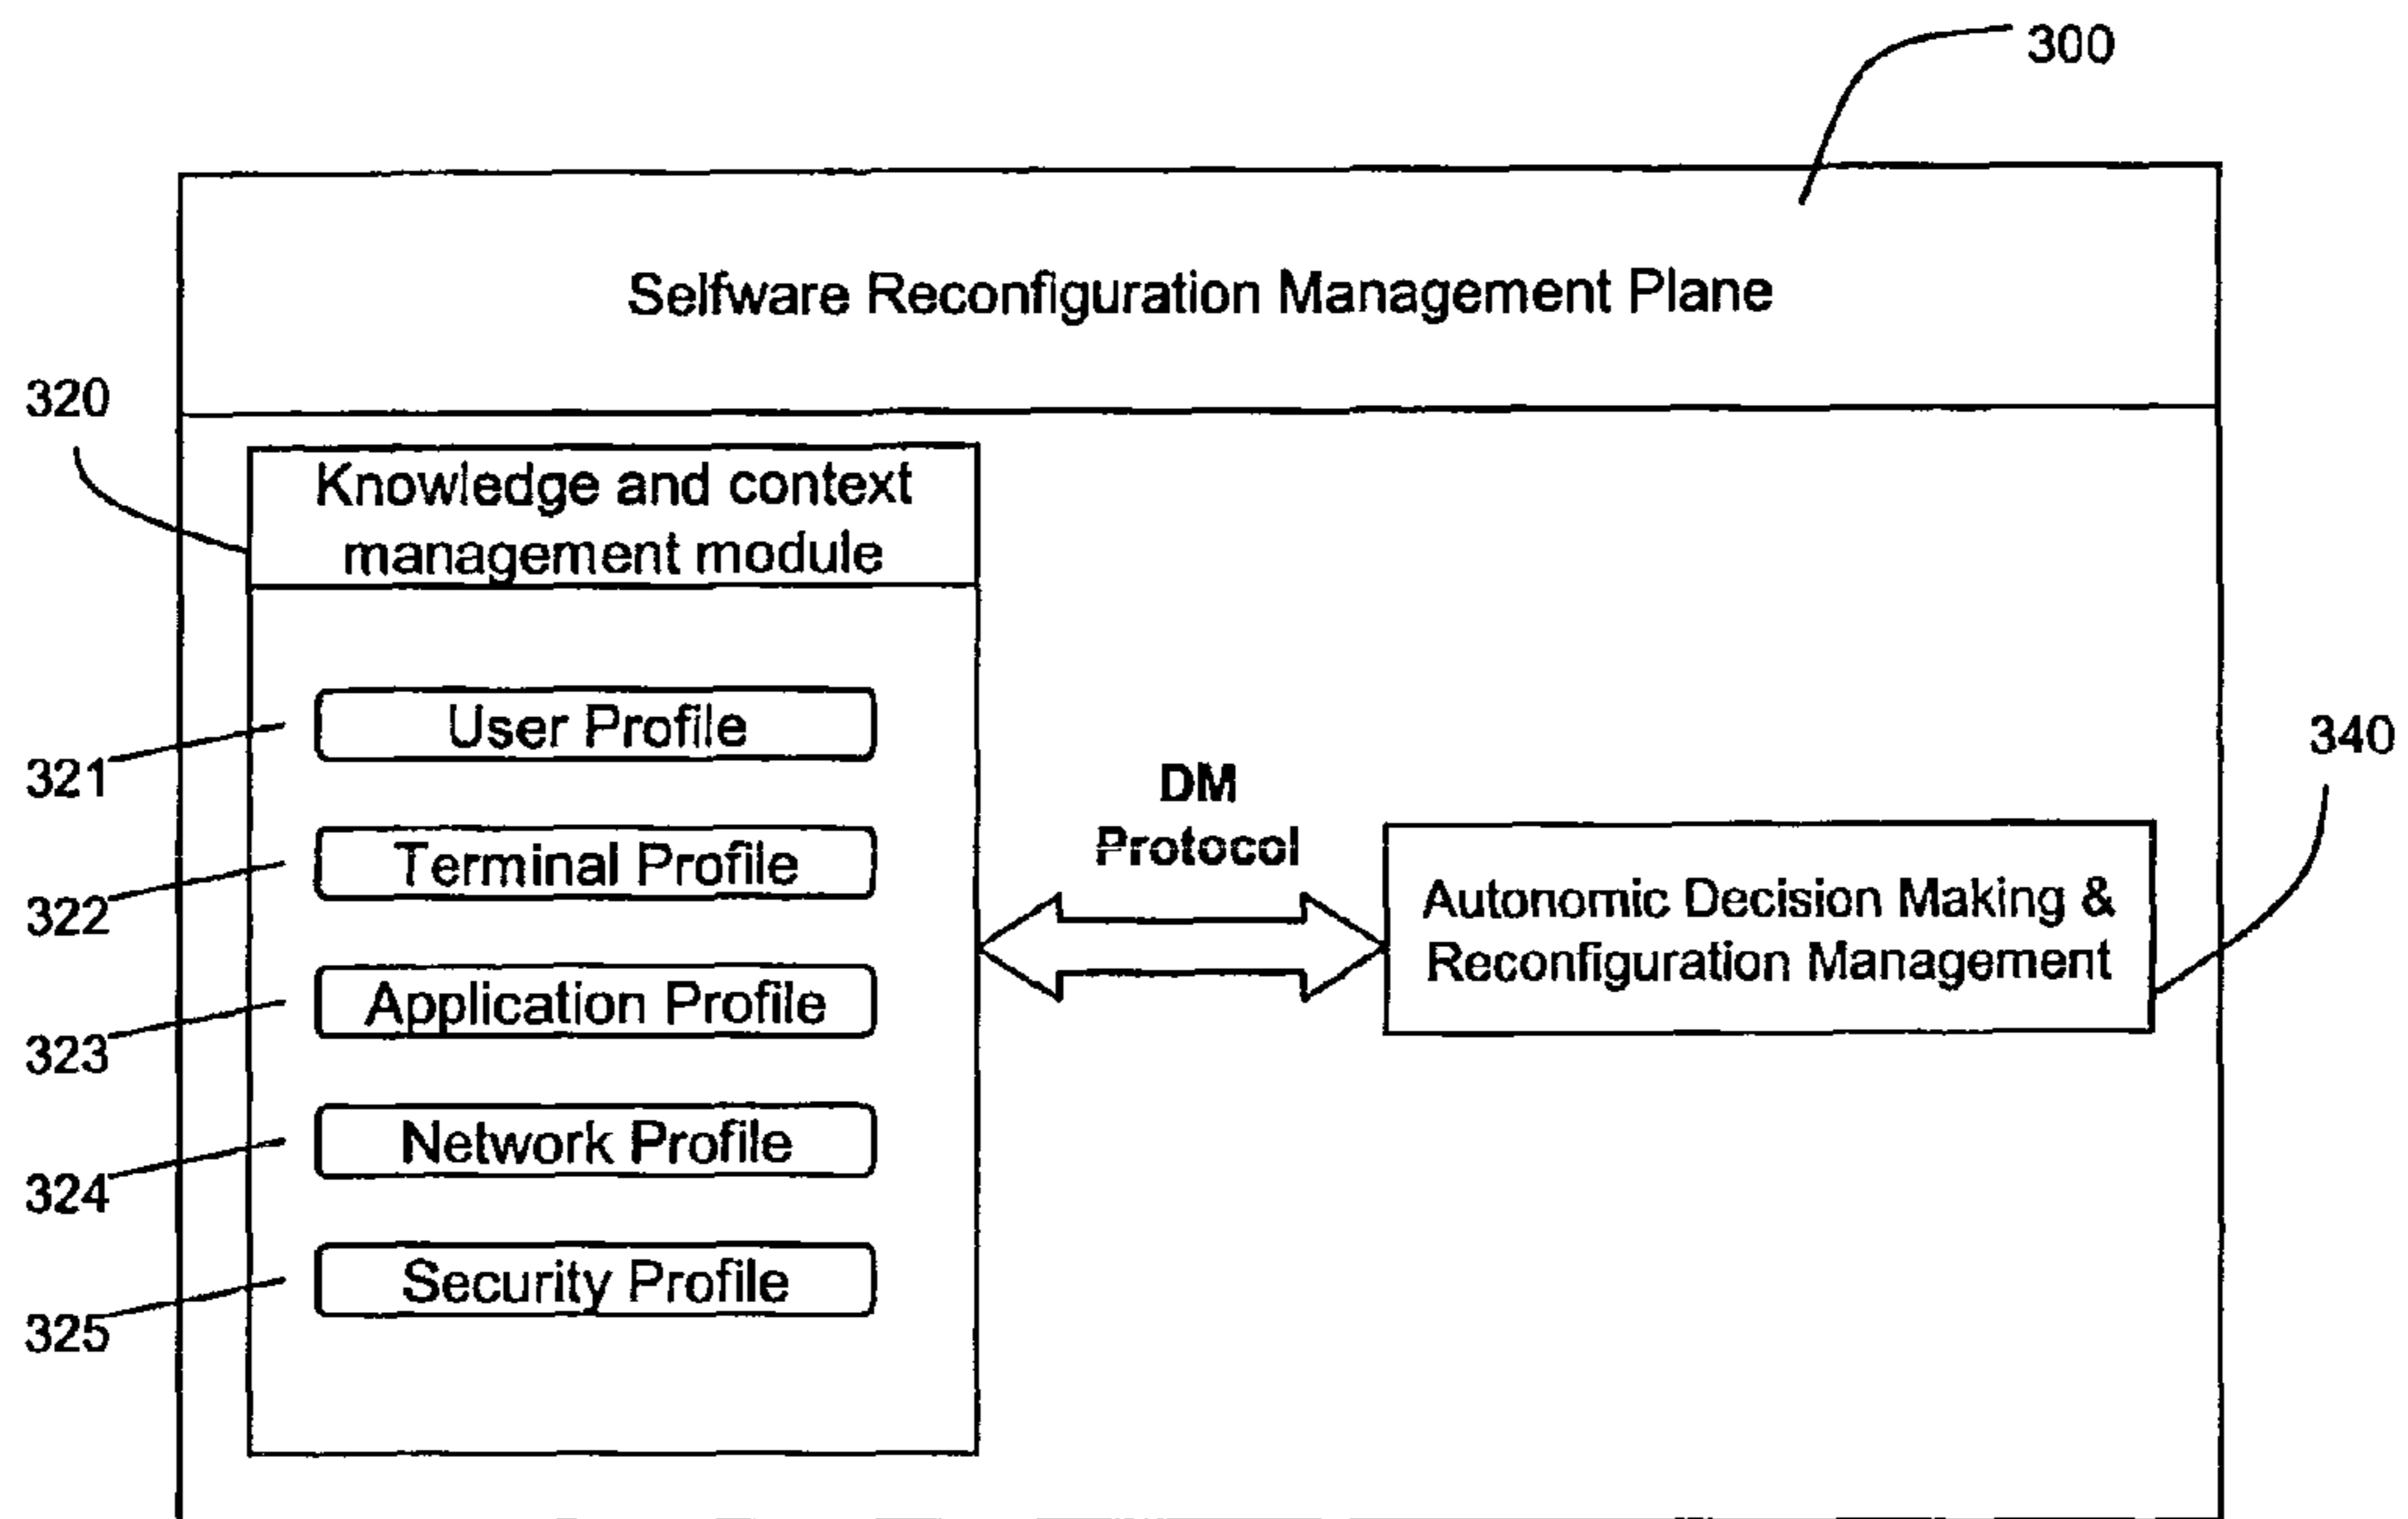 300
Selfware Reconfiguration Management Plane
320
Knowledge and context
management module
321
User Profile
322
Terminal Profile
323
Application Profile
324
Network Profile
325
Security Profile
DM
Protocol
340
Autonomic Decision Making &
Reconfiguration Management